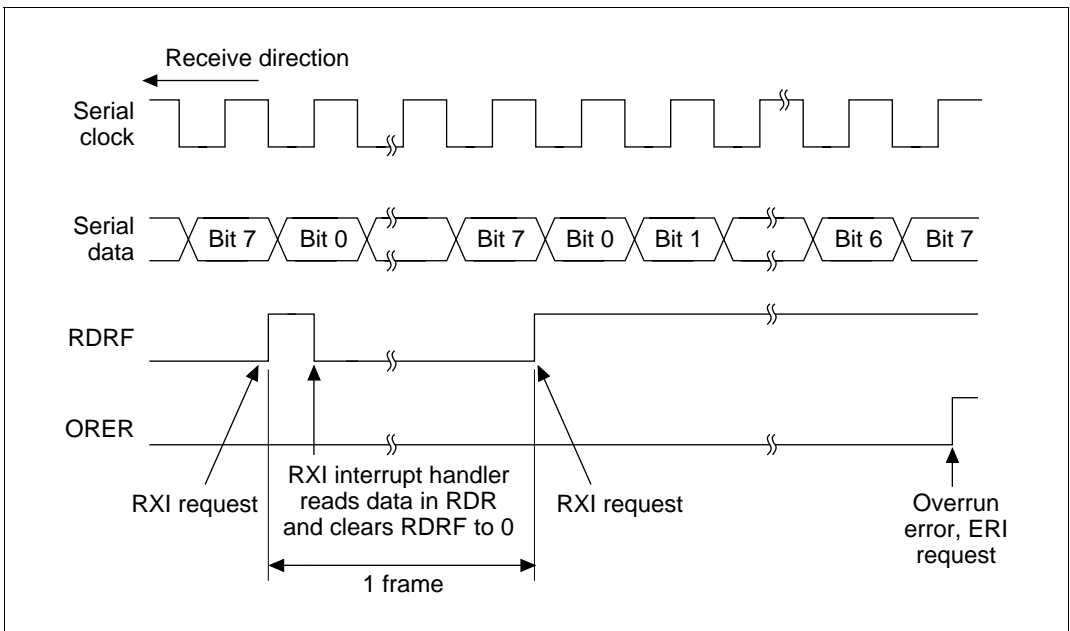 Receive direction
Serial
clock
Serial
data
Bit 7
Bit 0
Bit 7
Bit 0
Bit 1
Bit 6
Bit 7
RDRF
ORER
RXI request
RXI interrupt handler
reads data in RDR
and clears RDRF to 0
RXI request
Overrun
error, ERI
request
1 frame